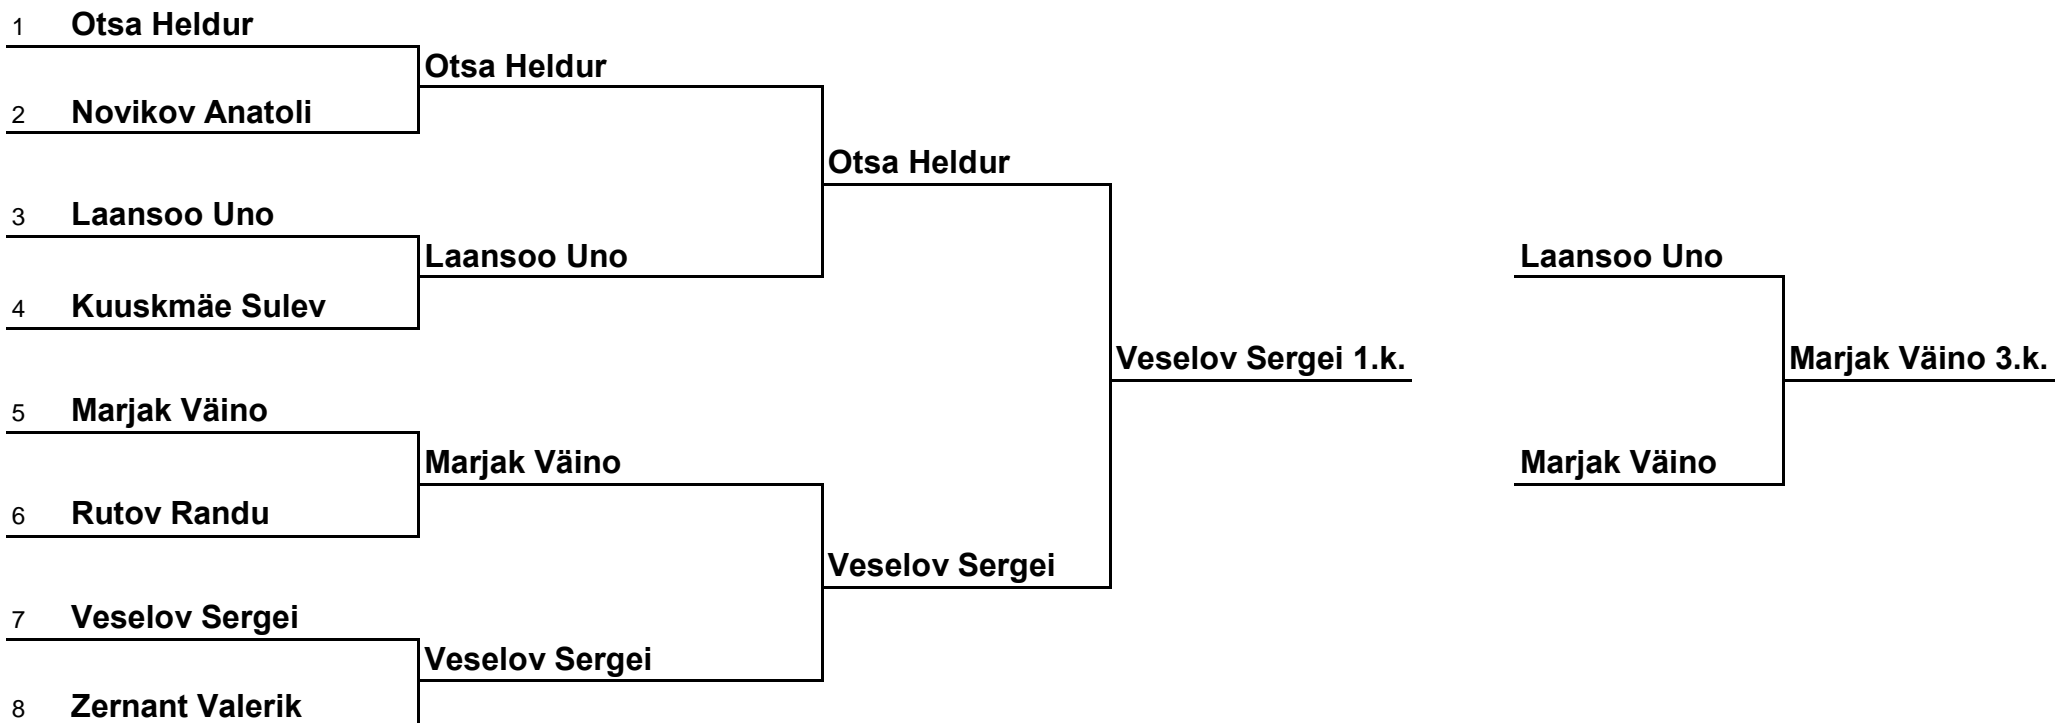 1 Otsa Heldur
Otsa Heldur
2 Novikov Anatoli
Otsa Heldur
3 Laansoo Uno
Laansoo Uno
Laansoo Uno
4 Kuuskmäe Sulev
Veselov Sergei 1.k.
Marjak Väino 3.k.
5 Marjak Väino
Marjak Väino
Marjak Väino
6 Rutov Randu
Veselov Sergei
7 Veselov Sergei
Veselov Sergei
8 Zernant Valerik